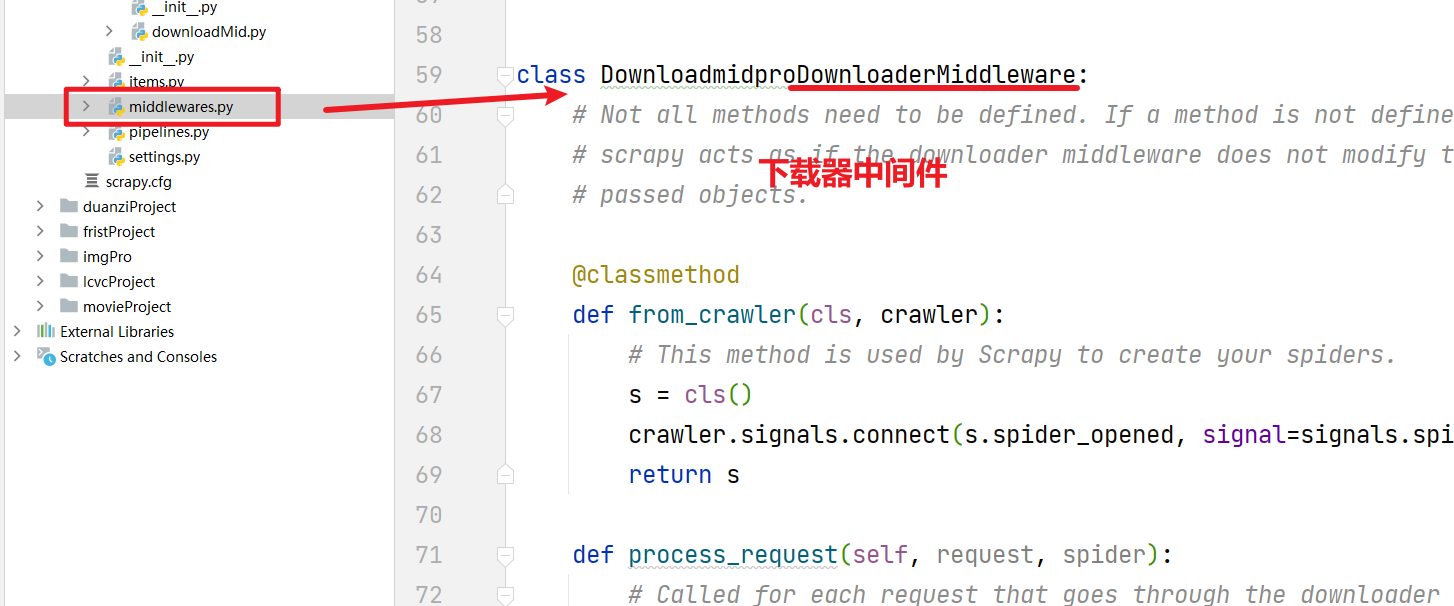 __init__.py
downloadMid.py
__init__.py
items.py
middlewares.py
pipelines.py
settings.py
scrapy.cfg
duanziProject
fristProject
imgPro
lcvcProject
movieProject
External Libraries
Scratches and Consoles
58
59 class DownloadmidproDownloaderMiddleware:
60 # Not all methods need to be defined. If a method is not define
61 # scrapy acts as if the downloader middleware does not modify t
下载器中间件
62 # passed objects.
63
64 @classmethod
65 def from_crawler(cls, crawler):
66 # This method is used by Scrapy to create your spiders.
67 s = cls()
68 crawler.signals.connect(s.spider_opened, signal=signals.spi
69 return s
70
71 def process_request(self, request, spider):
72 # Called for each request that goes through the downloader